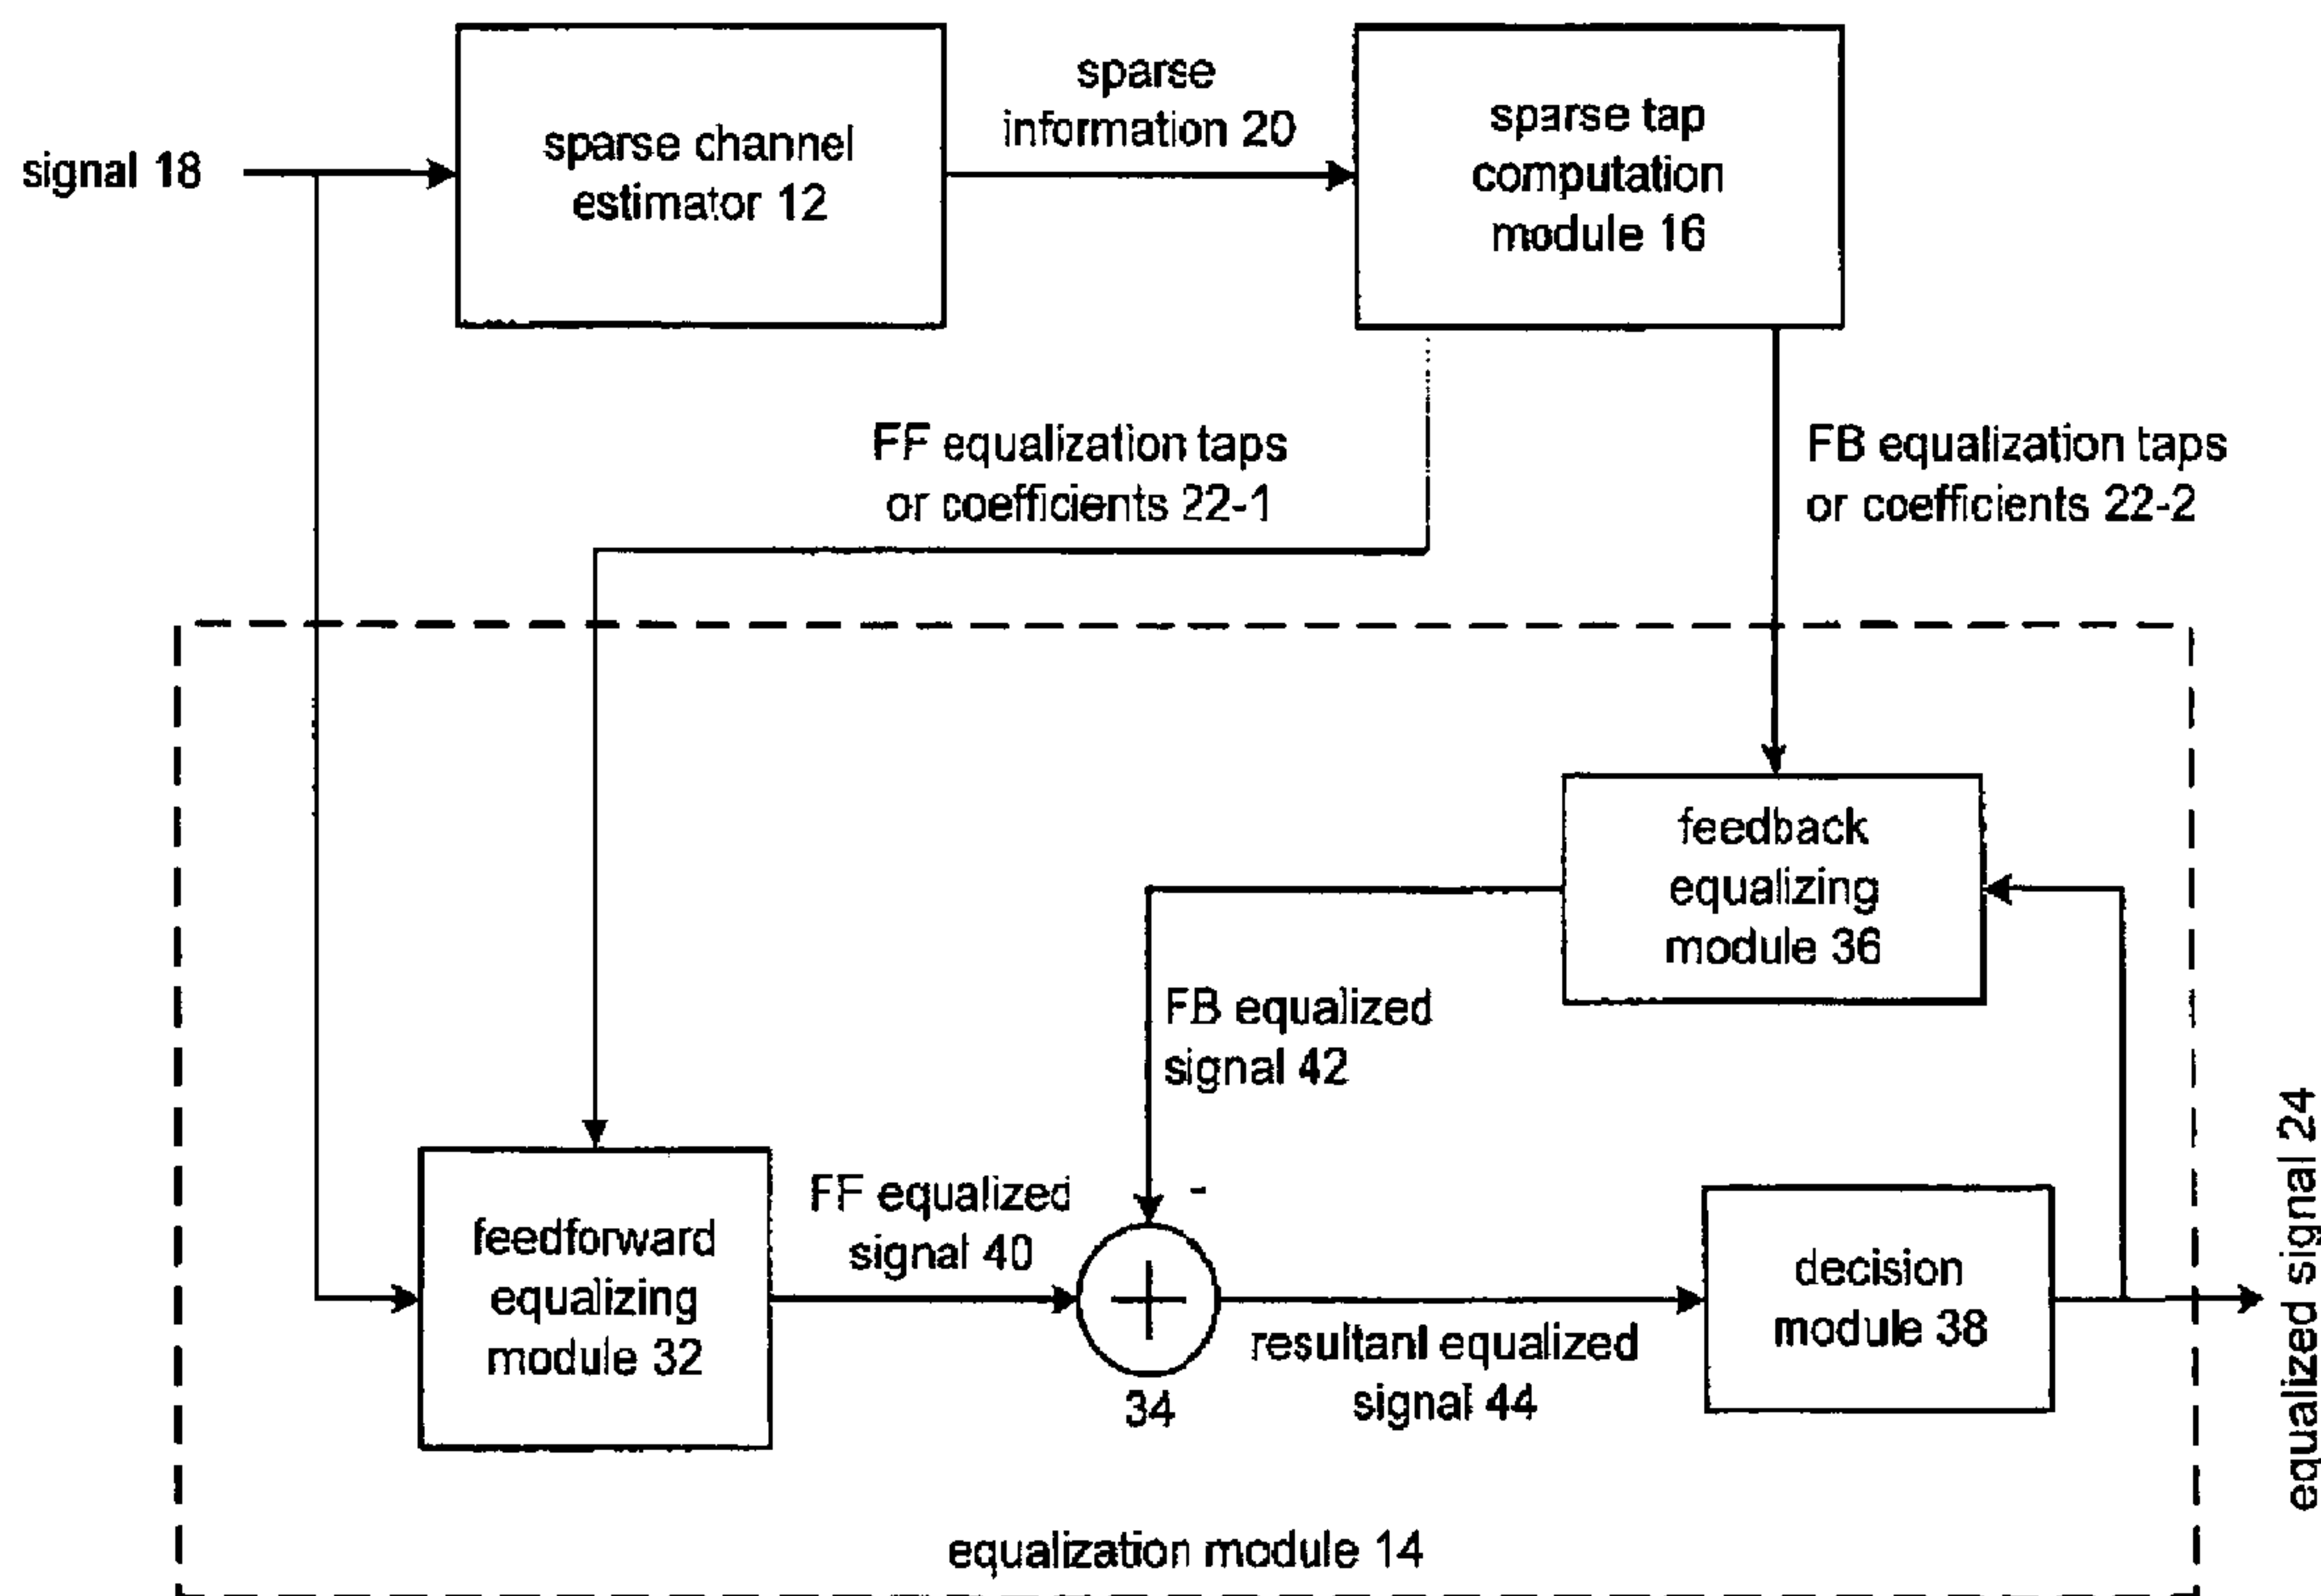 signal 18
sparse channel
estimator 12
sparse
information 20
sparse tap
computation
module 16
FF equalization taps
or coefficients 22-1
FB equalization taps
or coefficients 22-2
feedback
equalizing
module 36
FB equalized
signal 42
feedforward
equalizing
module 32
FF equalized
signal 40
-
34
resultant equalized
signal 44
decision
module 38
equalized signal 24
equalization module 14